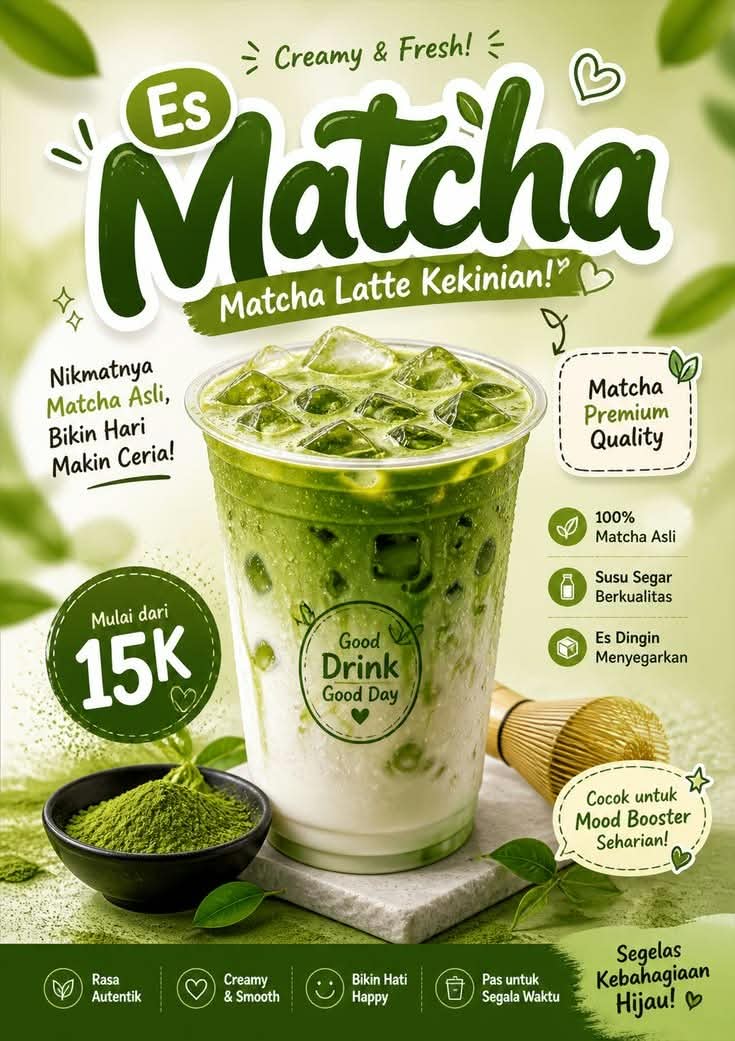 Creamy & Fresh!
Es
Matcha
Matcha Latte Kekinian!
Nikmatnya
Matcha Asli,
Bikin Hari
Makin Ceria!
Matcha
Premium
Quality
100%
Matcha Asli
Susu Segar
Berkualitas
Es Dingin
Menyegarkan
Mulai dari
15K
Good
Drink
Good Day
Cocok untuk
Mood Booster
Seharian!
Rasa
Autentik
Creamy
& Smooth
Bikin Hati
Happy
Pas untuk
Segala Waktu
Segelas
Kebahagiaan
Hijau!